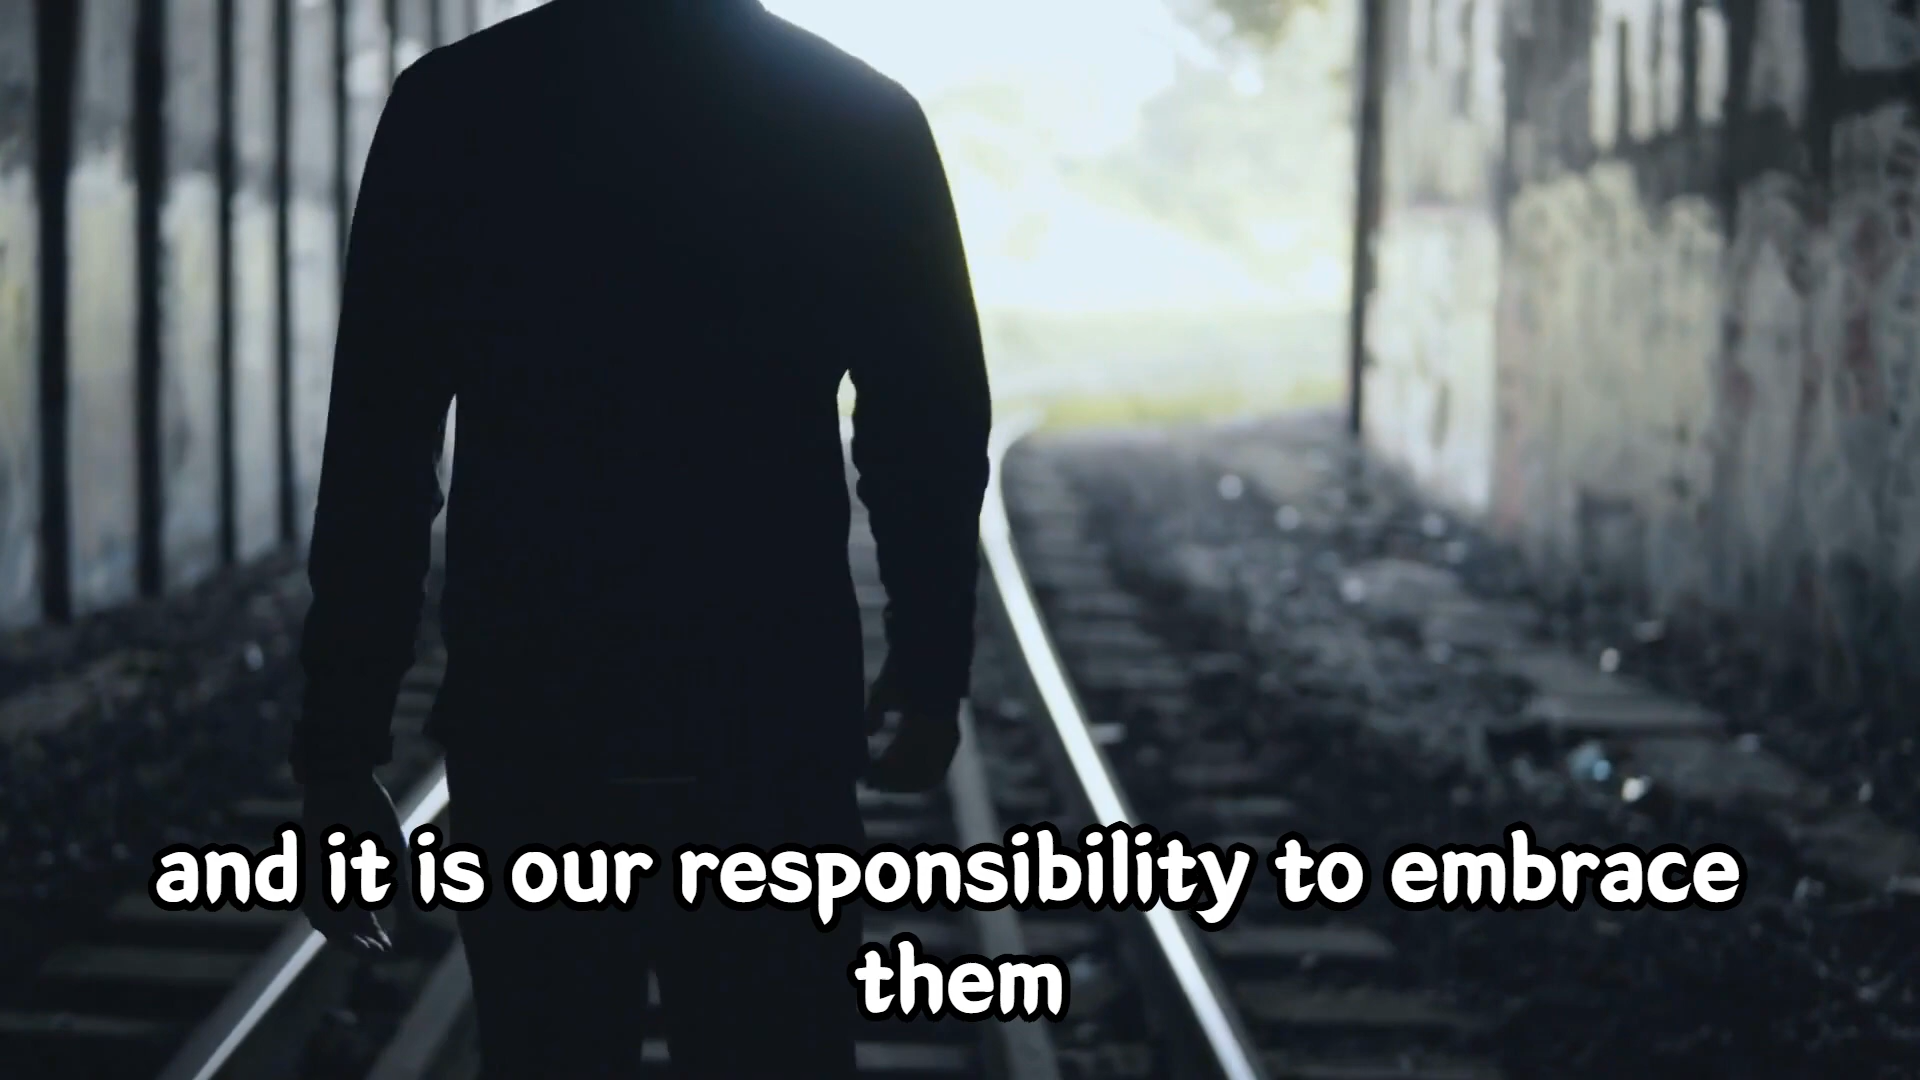 and it is our responsibility to embrace
them